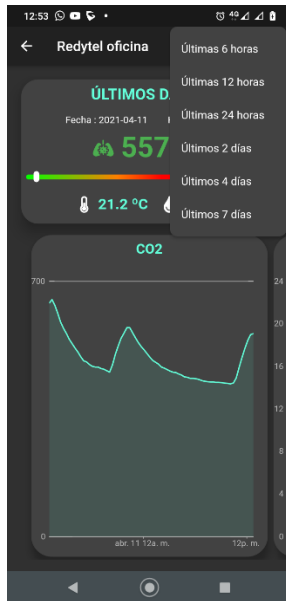 12:53
4G
Redytel oficina
Últimas 6 horas
Últimas 12 horas
Últimas 24 horas
Últimos 2 días
Últimos 4 días
Últimos 7 días
ÚLTIMOS D
Fecha : 2021-04-11
557
21.2 ºC
CO2
700
0
abr. 11 12a. m.
12p. m.
24
20
16
12
8
4
0